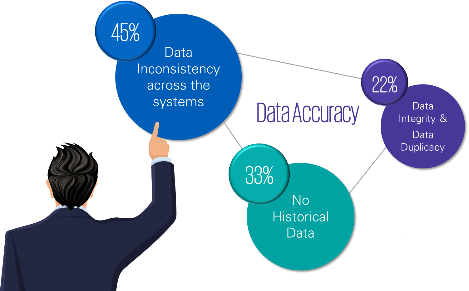 45%
Data
Inconsistency
across the
systems
Data Accuracy
22%
Data
Integrity &
Data
Duplicacy
33%
No
Historical
Data